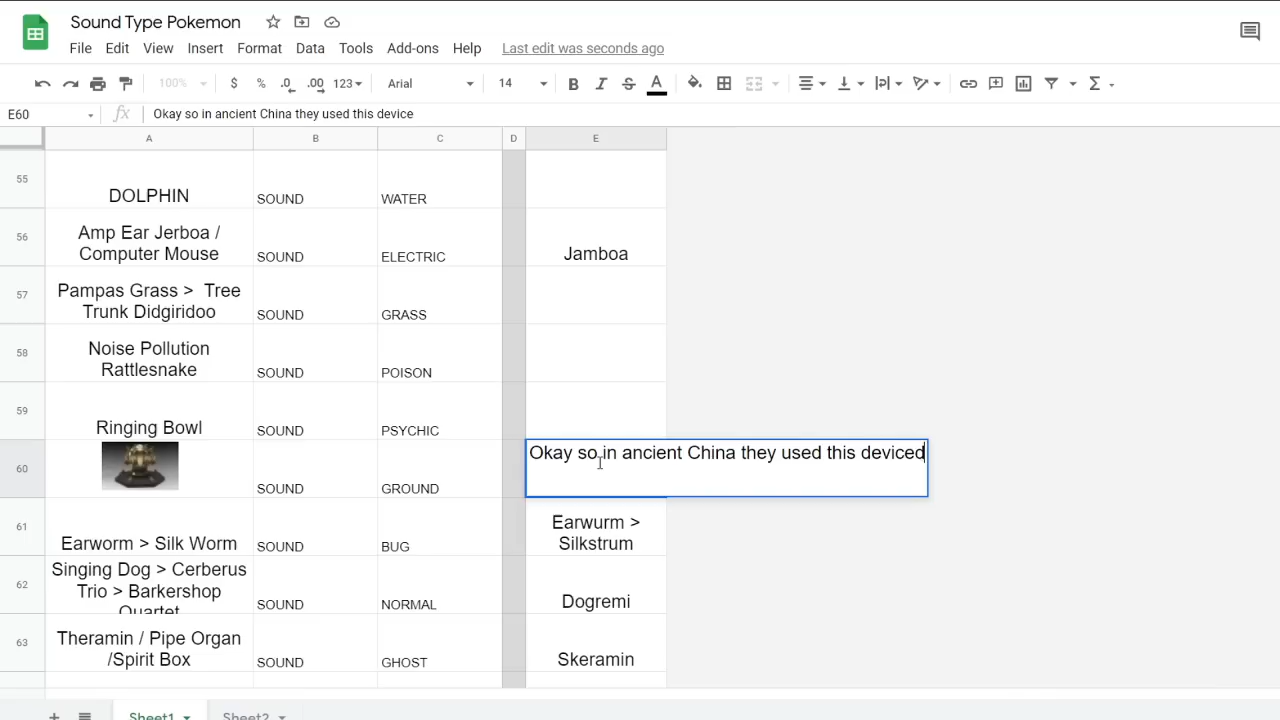 Sound Type Pokemon
File Edit View Insert Format Data Tools Add-ons Help Last edit was seconds ago
100% $ % .0 .00 123 Arial 14 B I S A Σ
E60 fx Okay so in ancient China they used this device
A B C D E
55 DOLPHIN SOUND WATER
56 Amp Ear Jerboa /
Computer Mouse SOUND ELECTRIC Jamboa
57 Pampas Grass > Tree
Trunk Didgiridoo SOUND GRASS
58 Noise Pollution
Rattlesnake SOUND POISON
59 Ringing Bowl SOUND PSYCHIC
60 SOUND GROUND Okay so in ancient China they used this deviced
61 Earworm > Silk Worm SOUND BUG Earwurm >
Silkstrum
62 Singing Dog > Cerberus
Trio > Barkershop
Quartet SOUND NORMAL Dogremi
63 Theramin / Pipe Organ
/Spirit Box SOUND GHOST Skeramin
+ Sheet1 Sheet2